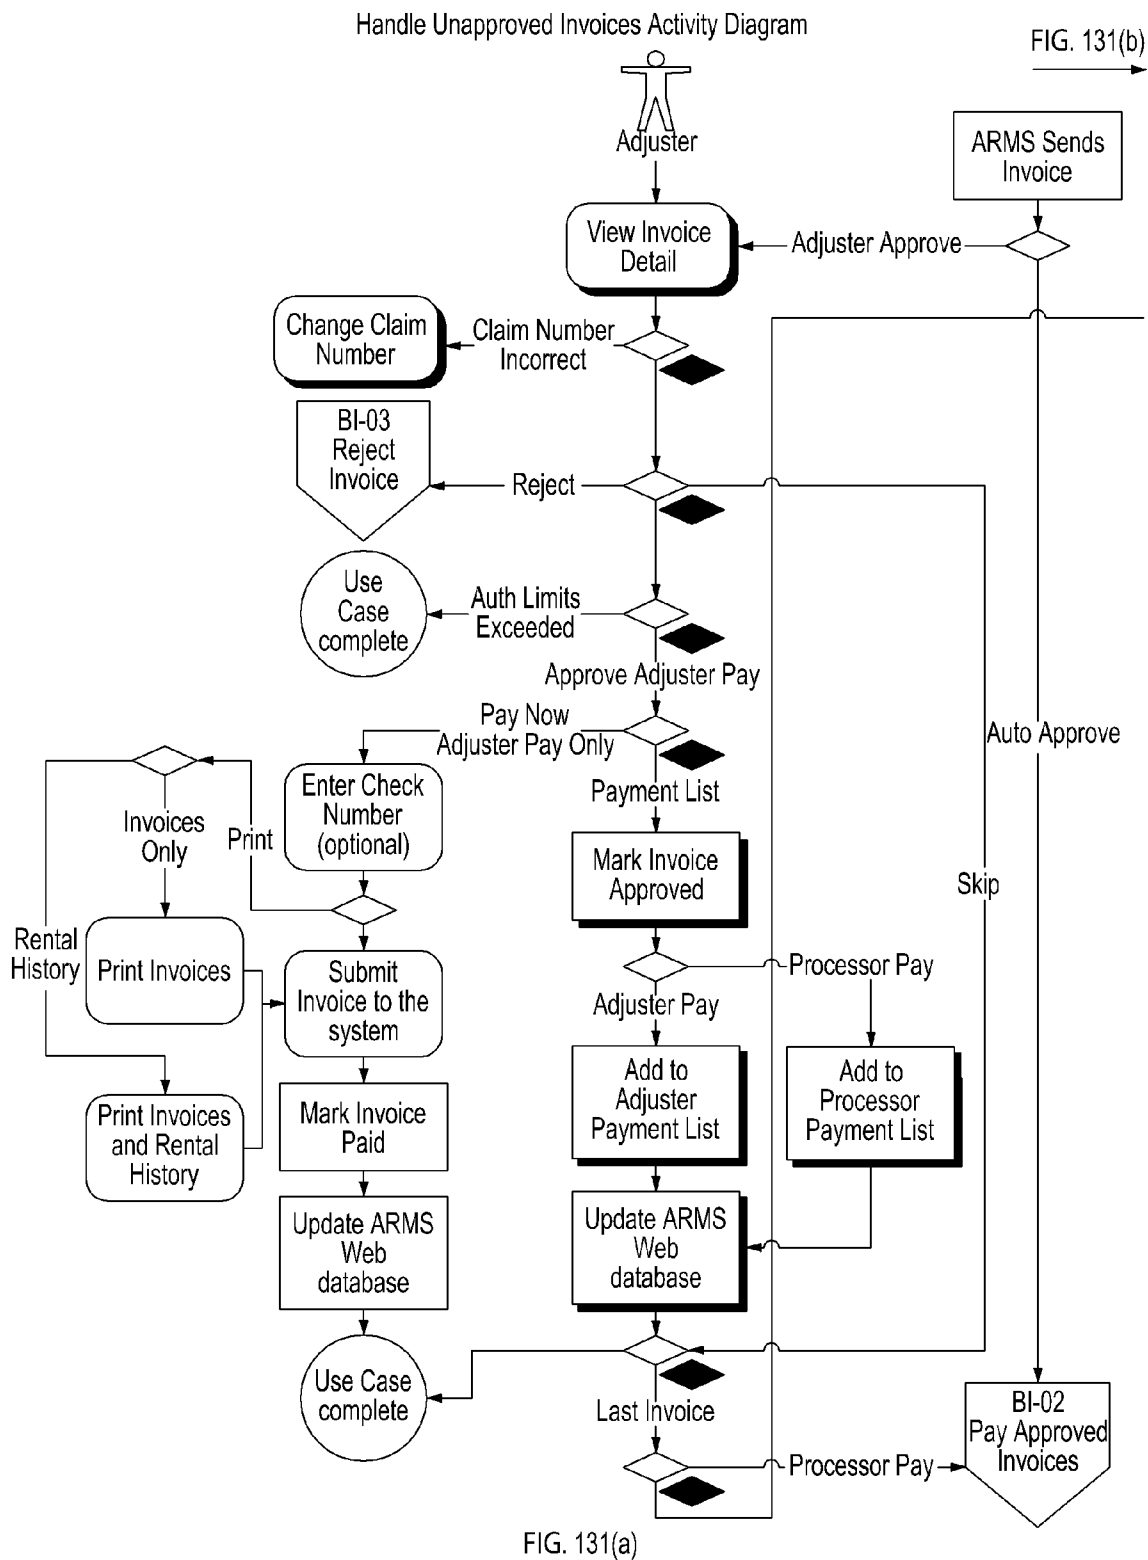 Handle Unapproved Invoices Activity Diagram
FIG. 131(b)
Adjuster
ARMS Sends
Invoice
View Invoice
Detail
Adjuster Approve
Change Claim
Number
Claim Number
Incorrect
BI-03
Reject
Invoice
Reject
Use
Case
complete
Auth Limits
Exceeded
Approve Adjuster Pay
Pay Now
Adjuster Pay Only
Auto Approve
Enter Check
Number
(optional)
Payment List
Invoices
Only
Print
Mark Invoice
Approved
Skip
Rental
History
Print Invoices
Submit
Invoice to the
system
Processor Pay
Adjuster Pay
Print Invoices
and Rental
History
Mark Invoice
Paid
Add to
Adjuster
Payment List
Add to
Processor
Payment List
Update ARMS
Web
database
Update ARMS
Web
database
Use Case
complete
Last Invoice
BI-02
Pay Approved
Invoices
Processor Pay
FIG. 131(a)